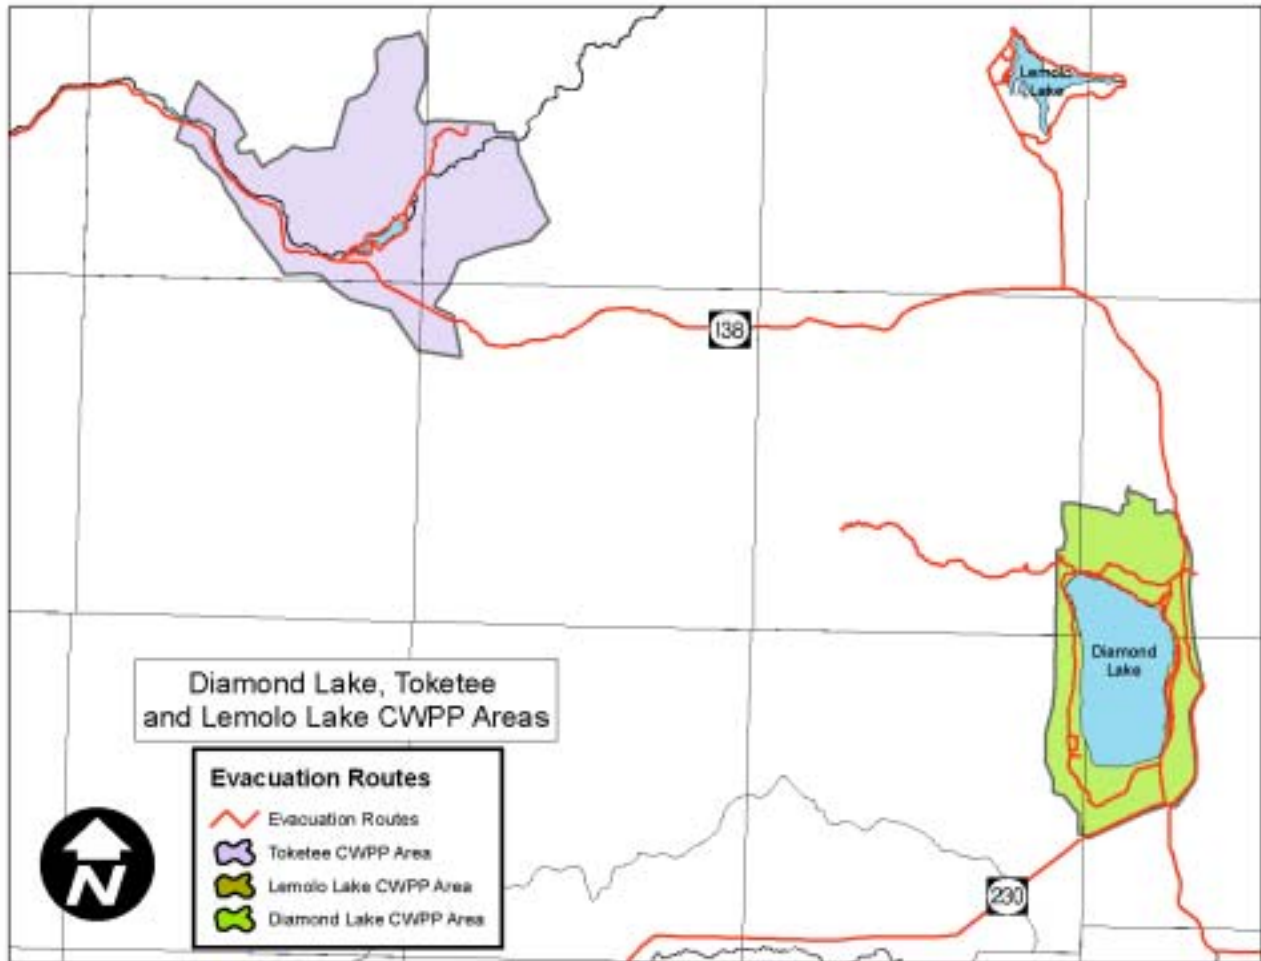 Lemolo
Lake
138
Diamond
Lake
Diamond Lake, Toketee
and Lemolo Lake CWPP Areas
Evacuation Routes
Evacuation Routes
Toketee CWPP Area
Lemolo Lake CWPP Area
Diamond Lake CWPP Area
N
230